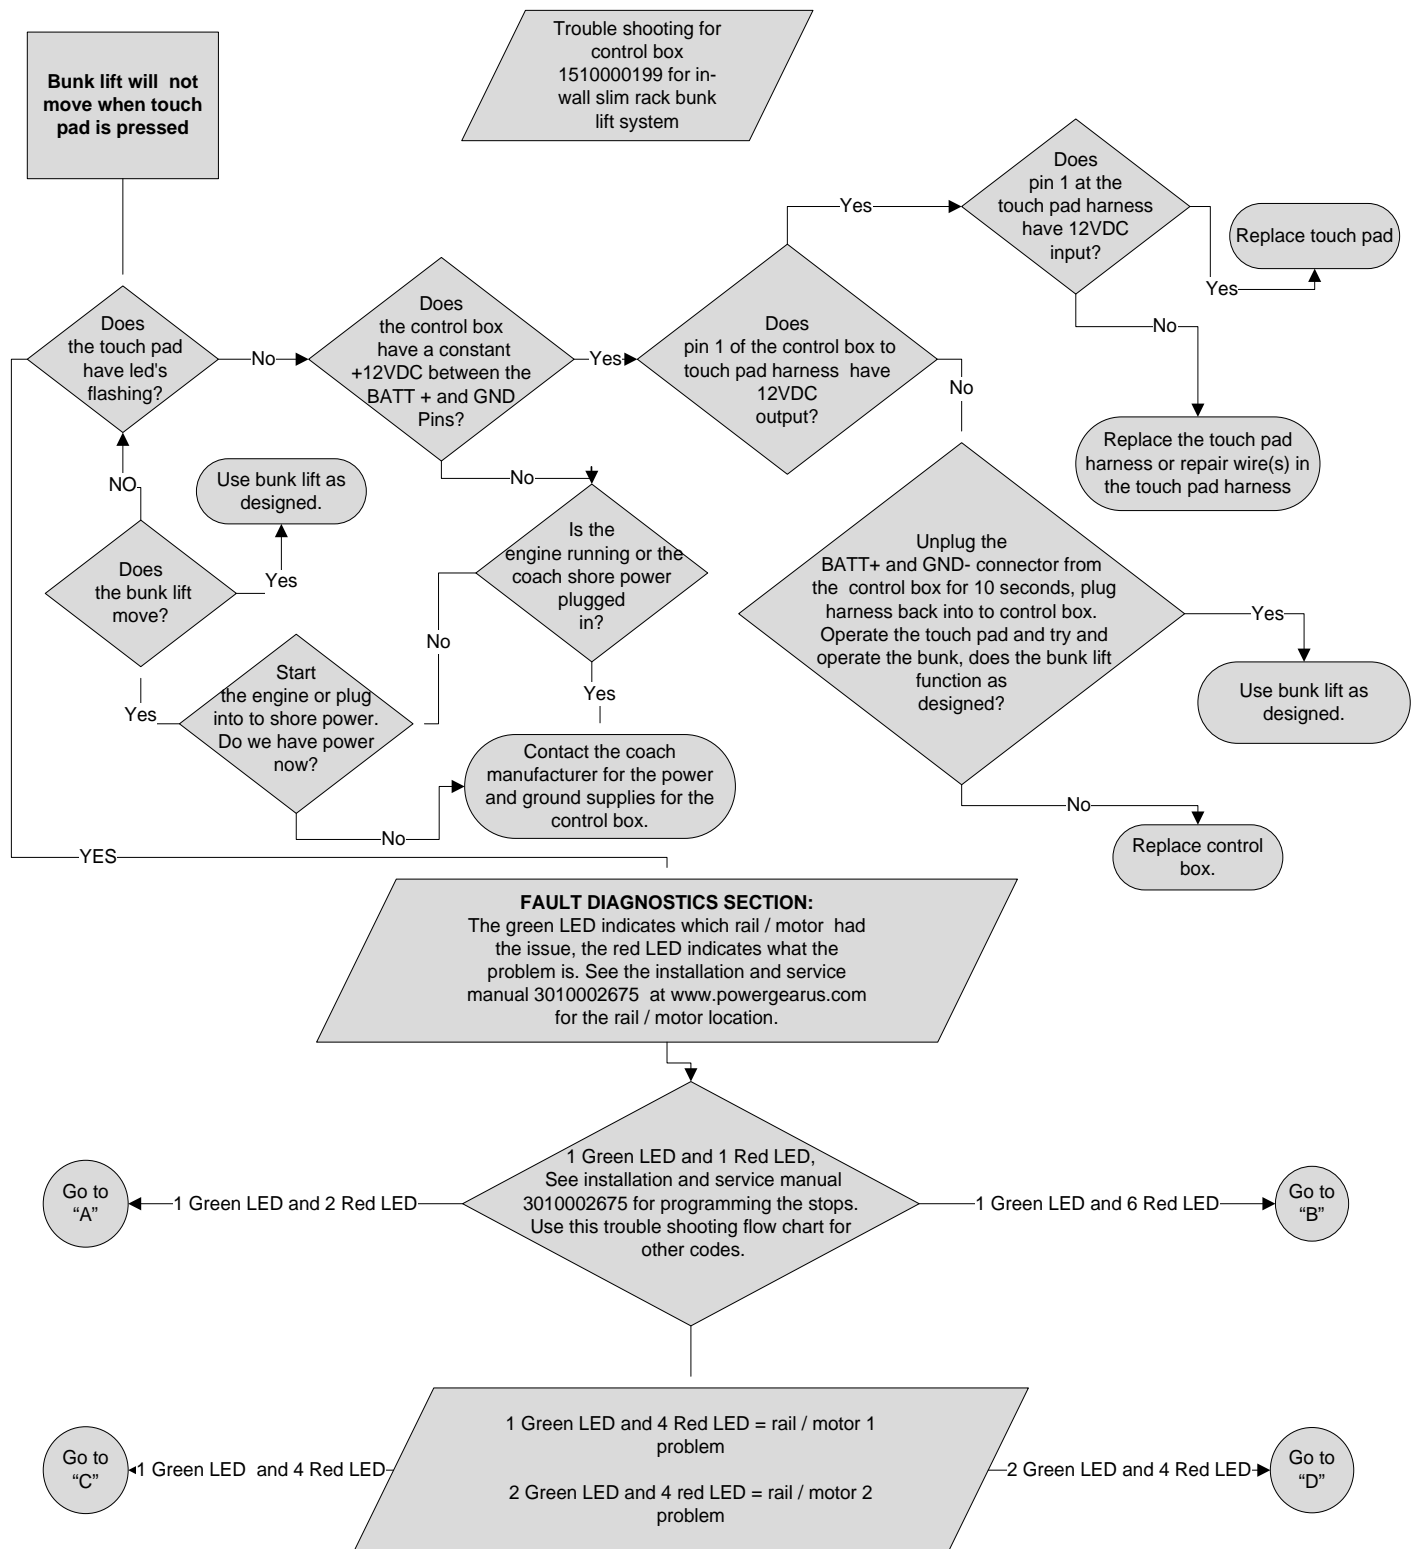 Trouble shooting for
control box
1510000199 for in-
wall slim rack bunk
lift system
Bunk lift will  not
move when touch
pad is pressed
Does
the touch pad
have led's
flashing?
No
Does
the control box
have a constant
+12VDC between the
BATT + and GND
Pins?
Yes
Does
pin 1 of the control box to
touch pad harness  have
12VDC
output?
Yes
Does
pin 1 at the
touch pad harness
have 12VDC
input?
Yes
Replace touch pad
No
Replace the touch pad
harness or repair wire(s) in
the touch pad harness
No
Unplug the
BATT+ and GND- connector from
the  control box for 10 seconds, plug
harness back into to control box.
Operate the touch pad and try and
operate the bunk, does the bunk lift
function as
designed?
Yes
Use bunk lift as
designed.
No
Replace control
box.
No
Is the
engine running or the
coach shore power
plugged
in?
No
Yes
Contact the coach
manufacturer for the power
and ground supplies for the
control box.
Start
the engine or plug
into to shore power.
Do we have power
now?
No
Yes
Does
the bunk lift
move?
Yes
Use bunk lift as
designed.
NO
YES
FAULT DIAGNOSTICS SECTION:
The green LED indicates which rail / motor  had
the issue, the red LED indicates what the
problem is. See the installation and service
manual 3010002675  at www.powergearus.com
for the rail / motor location.
1 Green LED and 1 Red LED,
See installation and service manual
3010002675 for programming the stops.
Use this trouble shooting flow chart for
other codes.
1 Green LED and 2 Red LED
Go to
“A”
1 Green LED and 6 Red LED
Go to
“B”
1 Green LED and 4 Red LED = rail / motor 1
problem
2 Green LED and 4 red LED = rail / motor 2
problem
1 Green LED  and 4 Red LED
Go to
“C”
2 Green LED and 4 Red LED
Go to
“D”